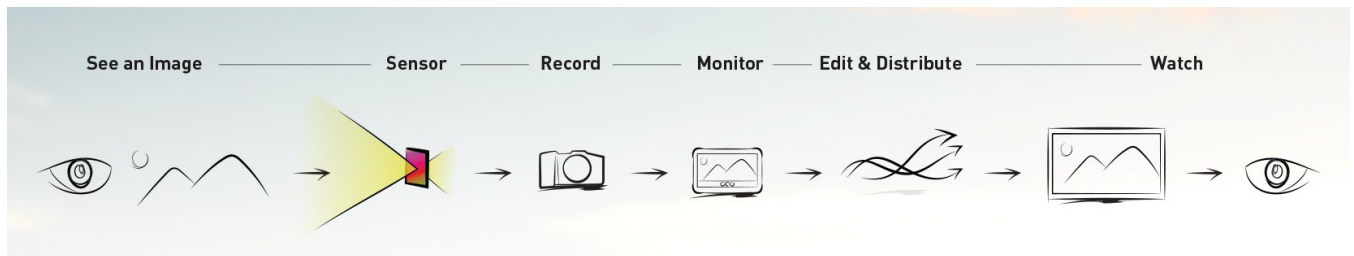 See an Image
Sensor
Record
Monitor
Edit & Distribute
Watch